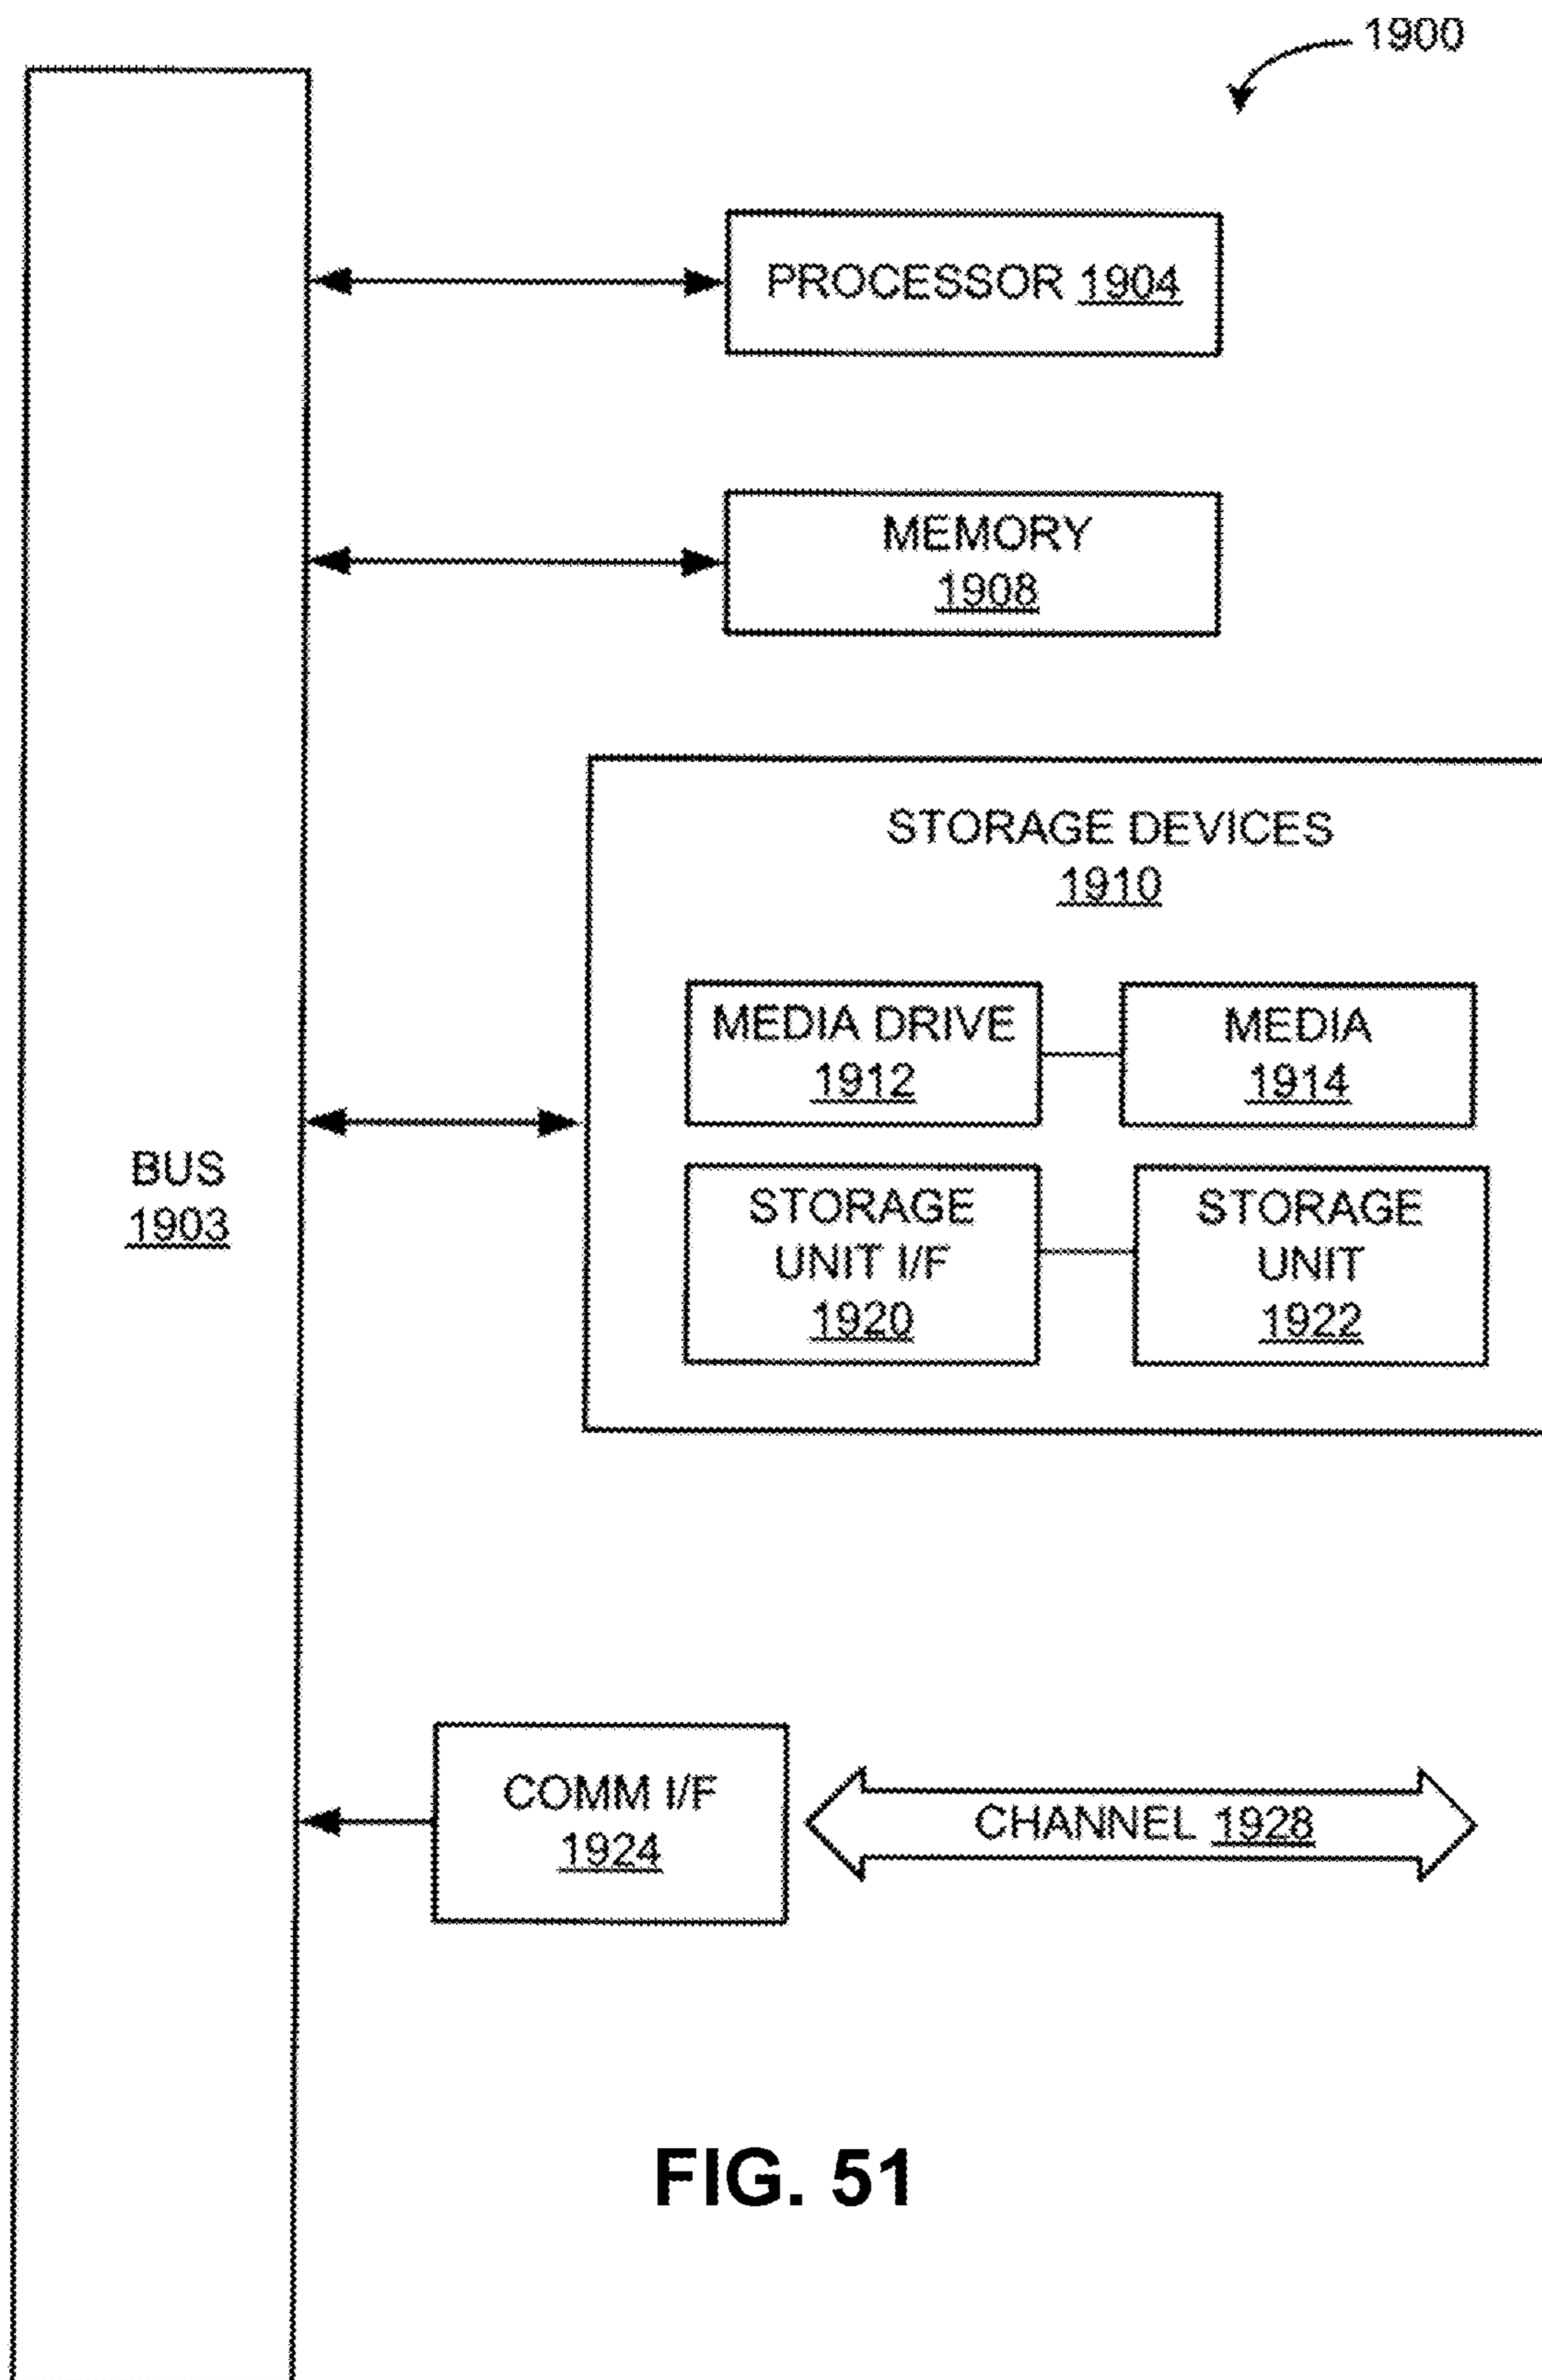 1900
PROCESSOR 1904
MEMORY
1908
STORAGE DEVICES
1910
MEDIA DRIVE
1912
MEDIA
1914
BUS
1903
STORAGE
UNIT I/F
1920
STORAGE
UNIT
1922
COMM I/F
1924
CHANNEL 1928
FIG. 51